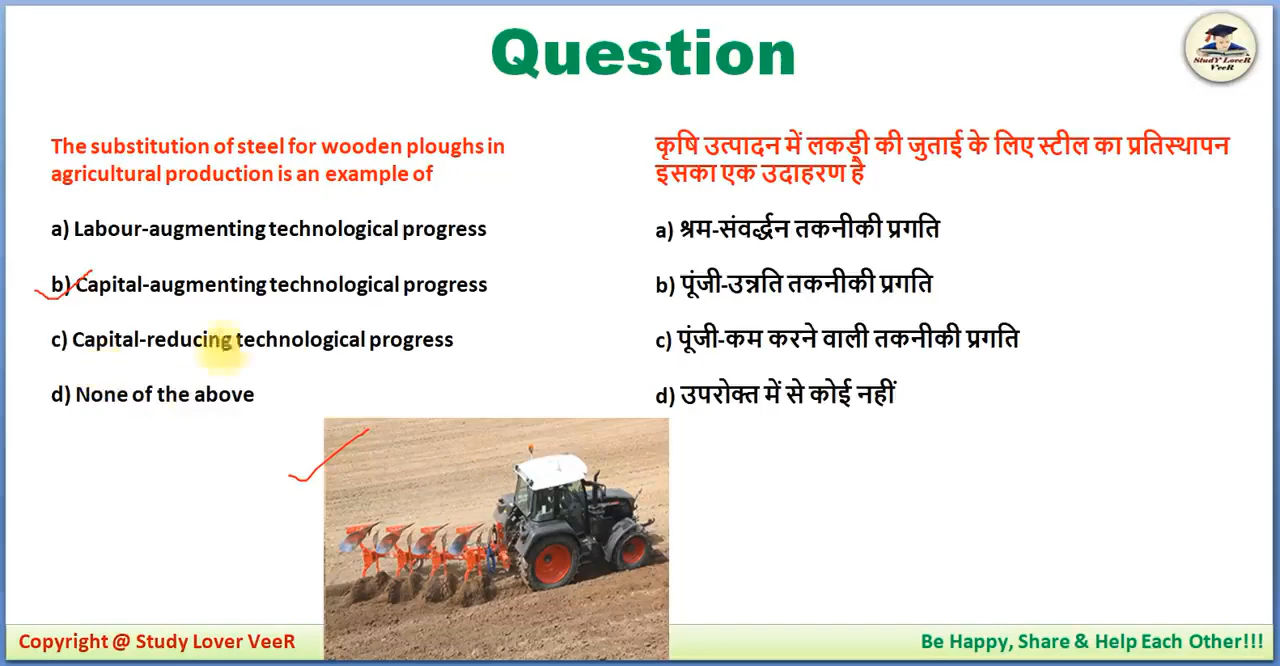 Question
StudY LoveR
VeeR
The substitution of steel for wooden ploughs in
agricultural production is an example of
a) Labour-augmenting technological progress
b) Capital-augmenting technological progress
c) Capital-reducing technological progress
d) None of the above
कृषि उत्पादन में लकड़ी की जुताई के लिए स्टील का प्रतिस्थापन
इसका एक उदाहरण है
a) श्रम-संवर्द्धन तकनीकी प्रगति
b) पूंजी-उन्नति तकनीकी प्रगति
c) पूंजी-कम करने वाली तकनीकी प्रगति
d) उपरोक्त में से कोई नहीं
Copyright @ Study Lover VeeR
Be Happy, Share & Help Each Other!!!